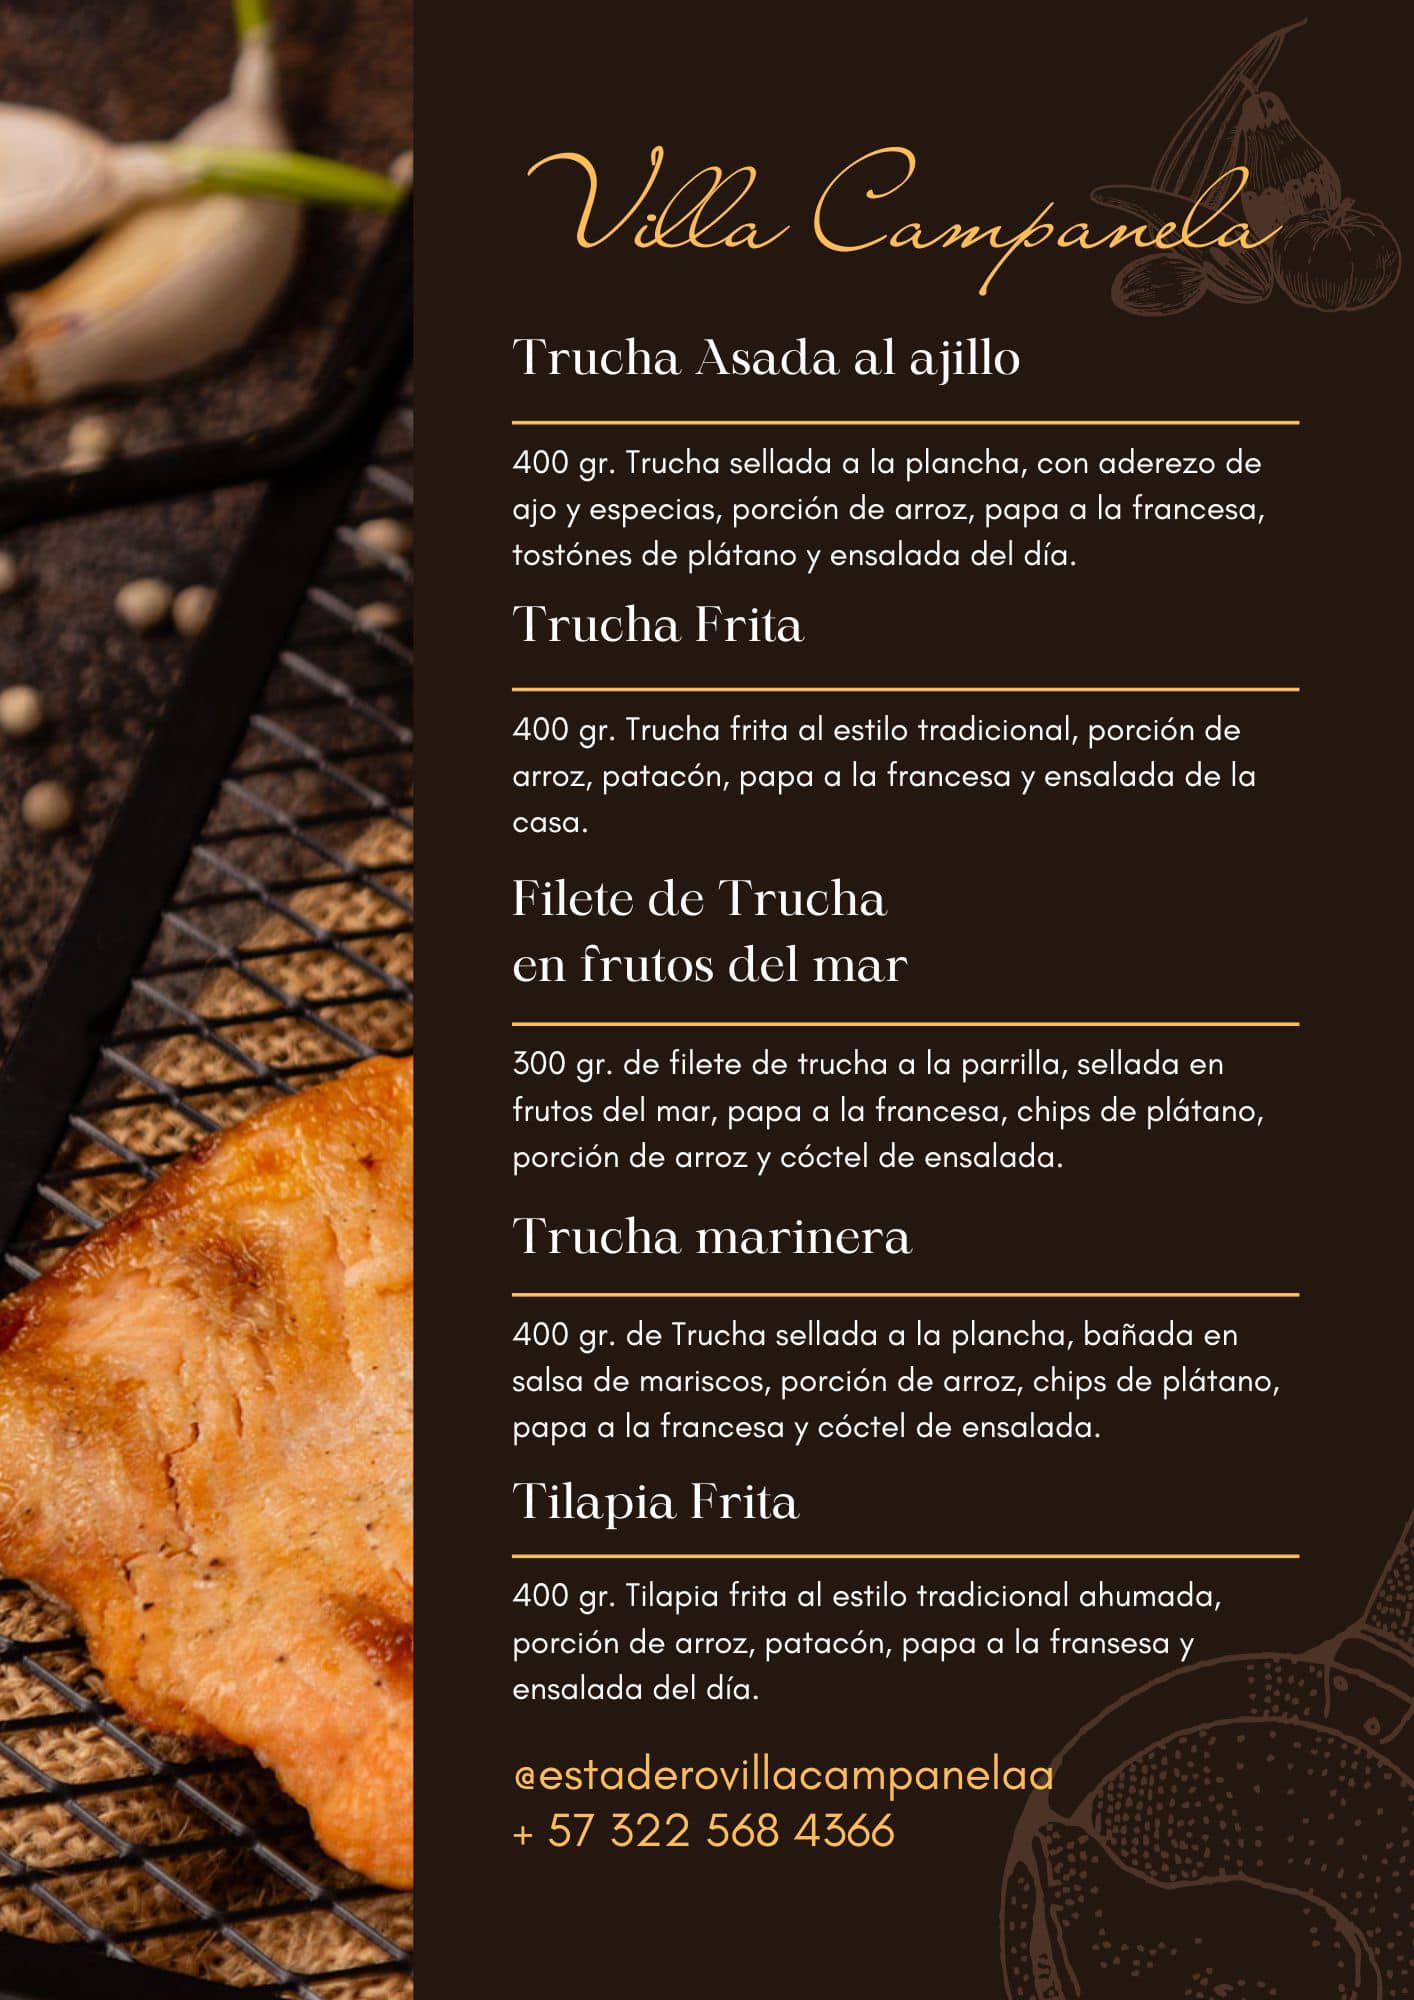 Villa Campanela
Trucha Asada al ajillo
400 gr. Trucha sellada a la plancha, con aderezo de
ajo y especias, porción de arroz, papa a la francesa,
tostónes de plátano y ensalada del día.
Trucha Frita
400 gr. Trucha frita al estilo tradicional, porción de
arroz, patacón, papa a la francesa y ensalada de la
casa.
Filete de Trucha
en frutos del mar
300 gr. de filete de trucha a la parrilla, sellada en
frutos del mar, papa a la francesa, chips de plátano,
porción de arroz y cóctel de ensalada.
Trucha marinera
400 gr. de Trucha sellada a la plancha, bañada en
salsa de mariscos, porción de arroz, chips de plátano,
papa a la francesa y cóctel de ensalada.
Tilapia Frita
400 gr. Tilapia frita al estilo tradicional ahumada,
porción de arroz, patacón, papa a la fransesa y
ensalada del día.
@estaderovillacampanelaa
+ 57 322 568 4366